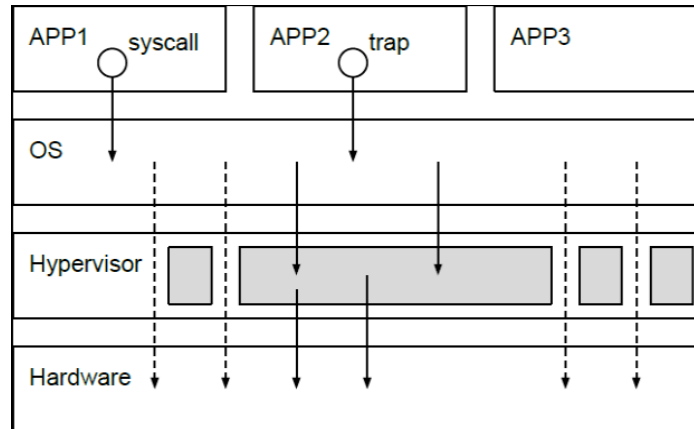 APP1 syscall
APP2 trap
APP3
OS
Hypervisor
Hardware